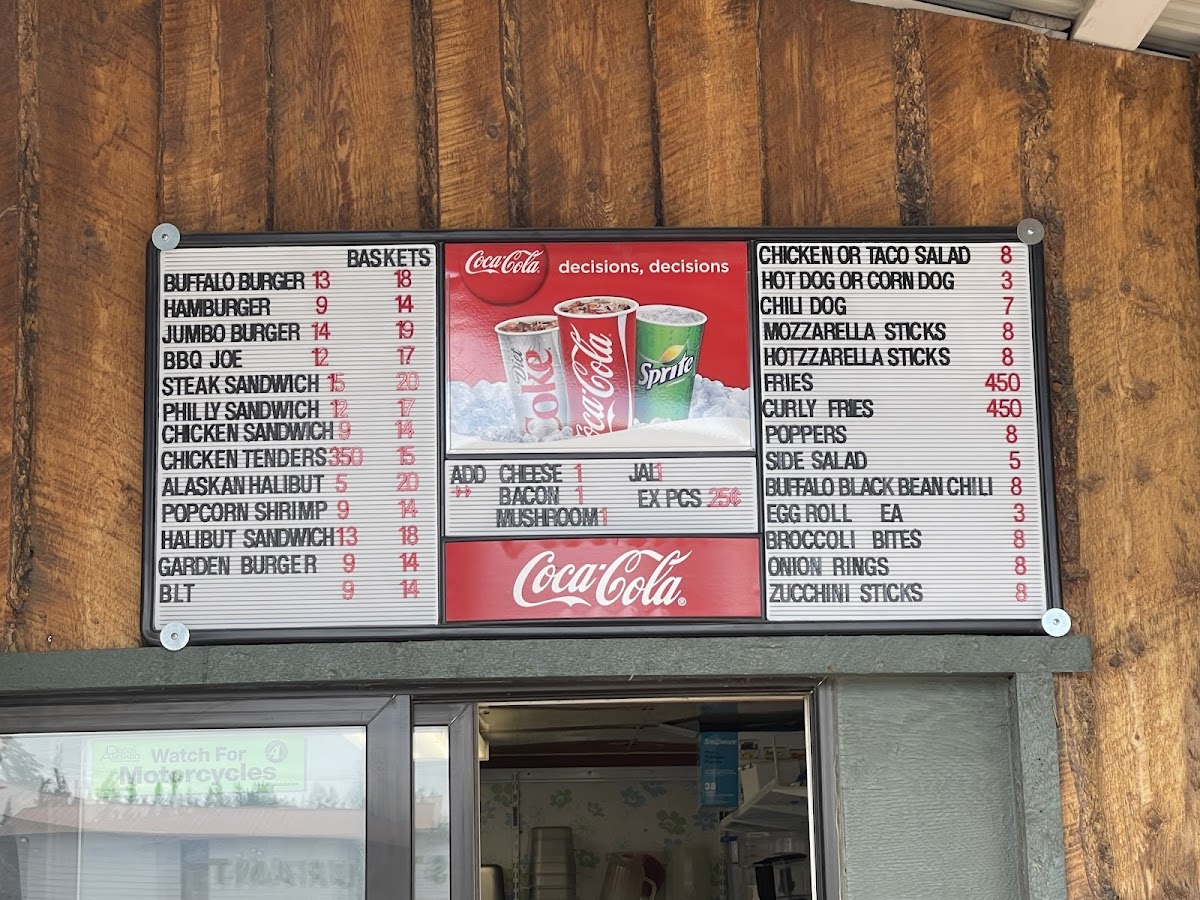 BASKETS
BUFFALO BURGER 13 18
HAMBURGER 9 14
JUMBO BURGER 14 19
BBQ JOE 12 17
STEAK SANDWICH 15 20
PHILLY SANDWICH 12 17
CHICKEN SANDWICH 9 14
CHICKEN TENDERS 350 15
ALASKAN HALIBUT 5 20
POPCORN SHRIMP 9 14
HALIBUT SANDWICH 13 18
GARDEN BURGER 9 14
BLT 9 14
Coca-Cola decisions, decisions
Diet Coke
Coca-Cola
Sprite
ADD CHEESE 1 JAL 1
BACON 1 EX PCS .25¢
MUSHROOM 1
Coca-Cola®
CHICKEN OR TACO SALAD 8
HOT DOG OR CORN DOG 3
CHILI DOG 7
MOZZARELLA STICKS 8
HOTZZARELLA STICKS 8
FRIES 450
CURLY FRIES 450
POPPERS 8
SIDE SALAD 5
BUFFALO BLACK BEAN CHILI 8
EGG ROLL EA 3
BROCCOLI BITES 8
ONION RINGS 8
ZUCCHINI STICKS 8
Watch For
Motorcycles